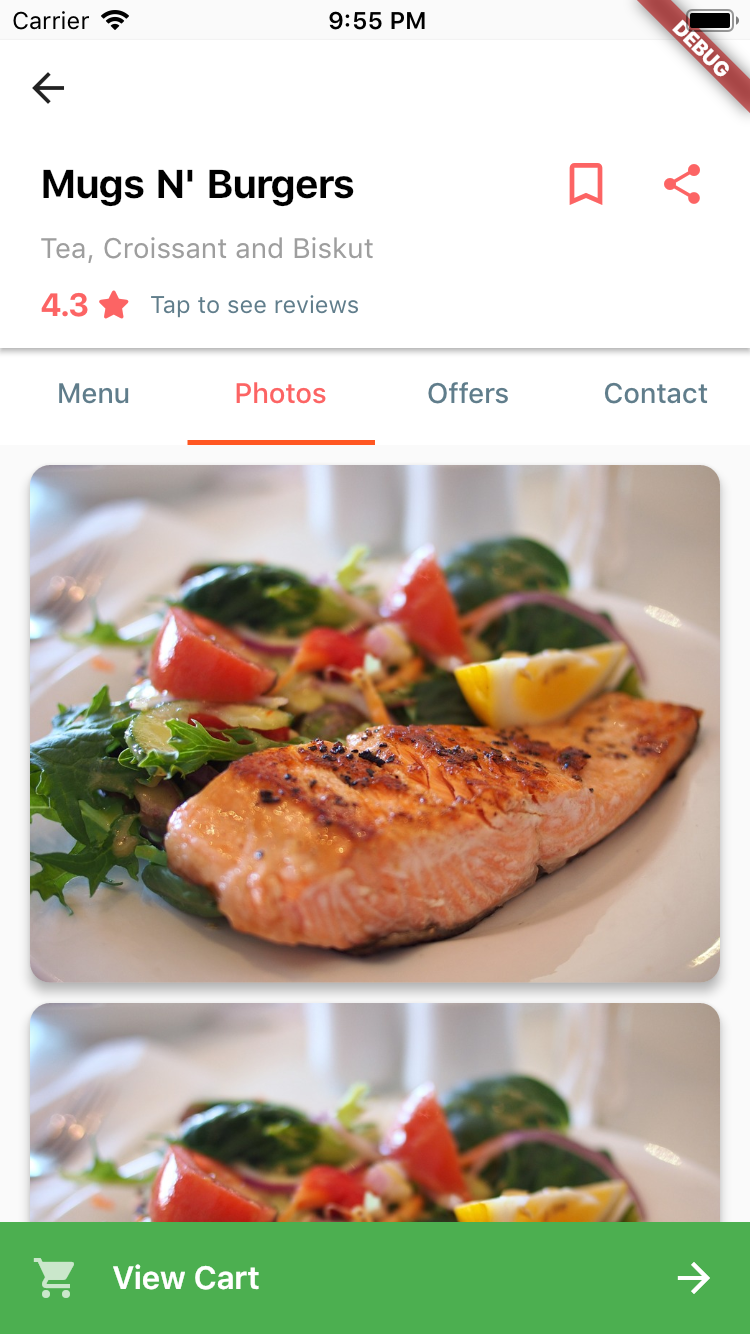 Carrier 9:55 PM
DEBUG
Mugs N' Burgers
Tea, Croissant and Biskut
4.3 Tap to see reviews
Menu Photos Offers Contact
View Cart